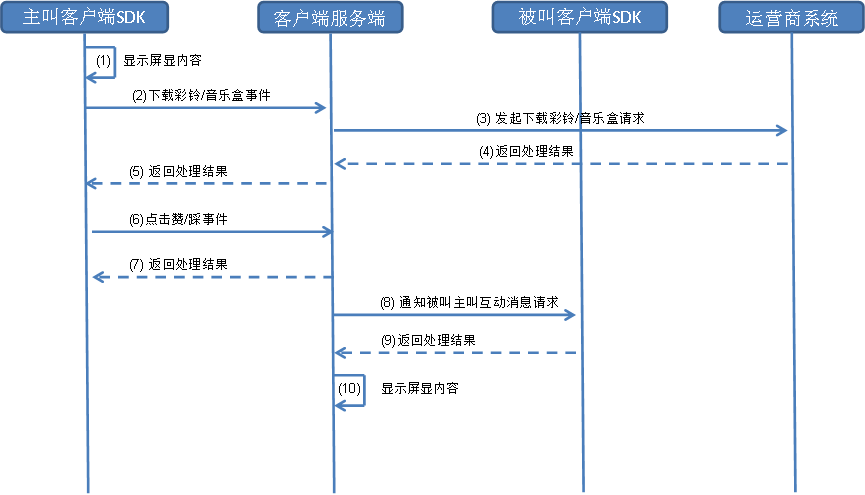 主叫客户端SDK
客户端服务端
被叫客户端SDK
运营商系统
(1) 显示屏显内容
(2)下载彩铃/音乐盒事件
(3) 发起下载彩铃/音乐盒请求
(4)返回处理结果
(5) 返回处理结果
(6)点击赞/踩事件
(7) 返回处理结果
(8) 通知被叫主叫互动消息请求
(9)返回处理结果
(10) 显示屏显内容